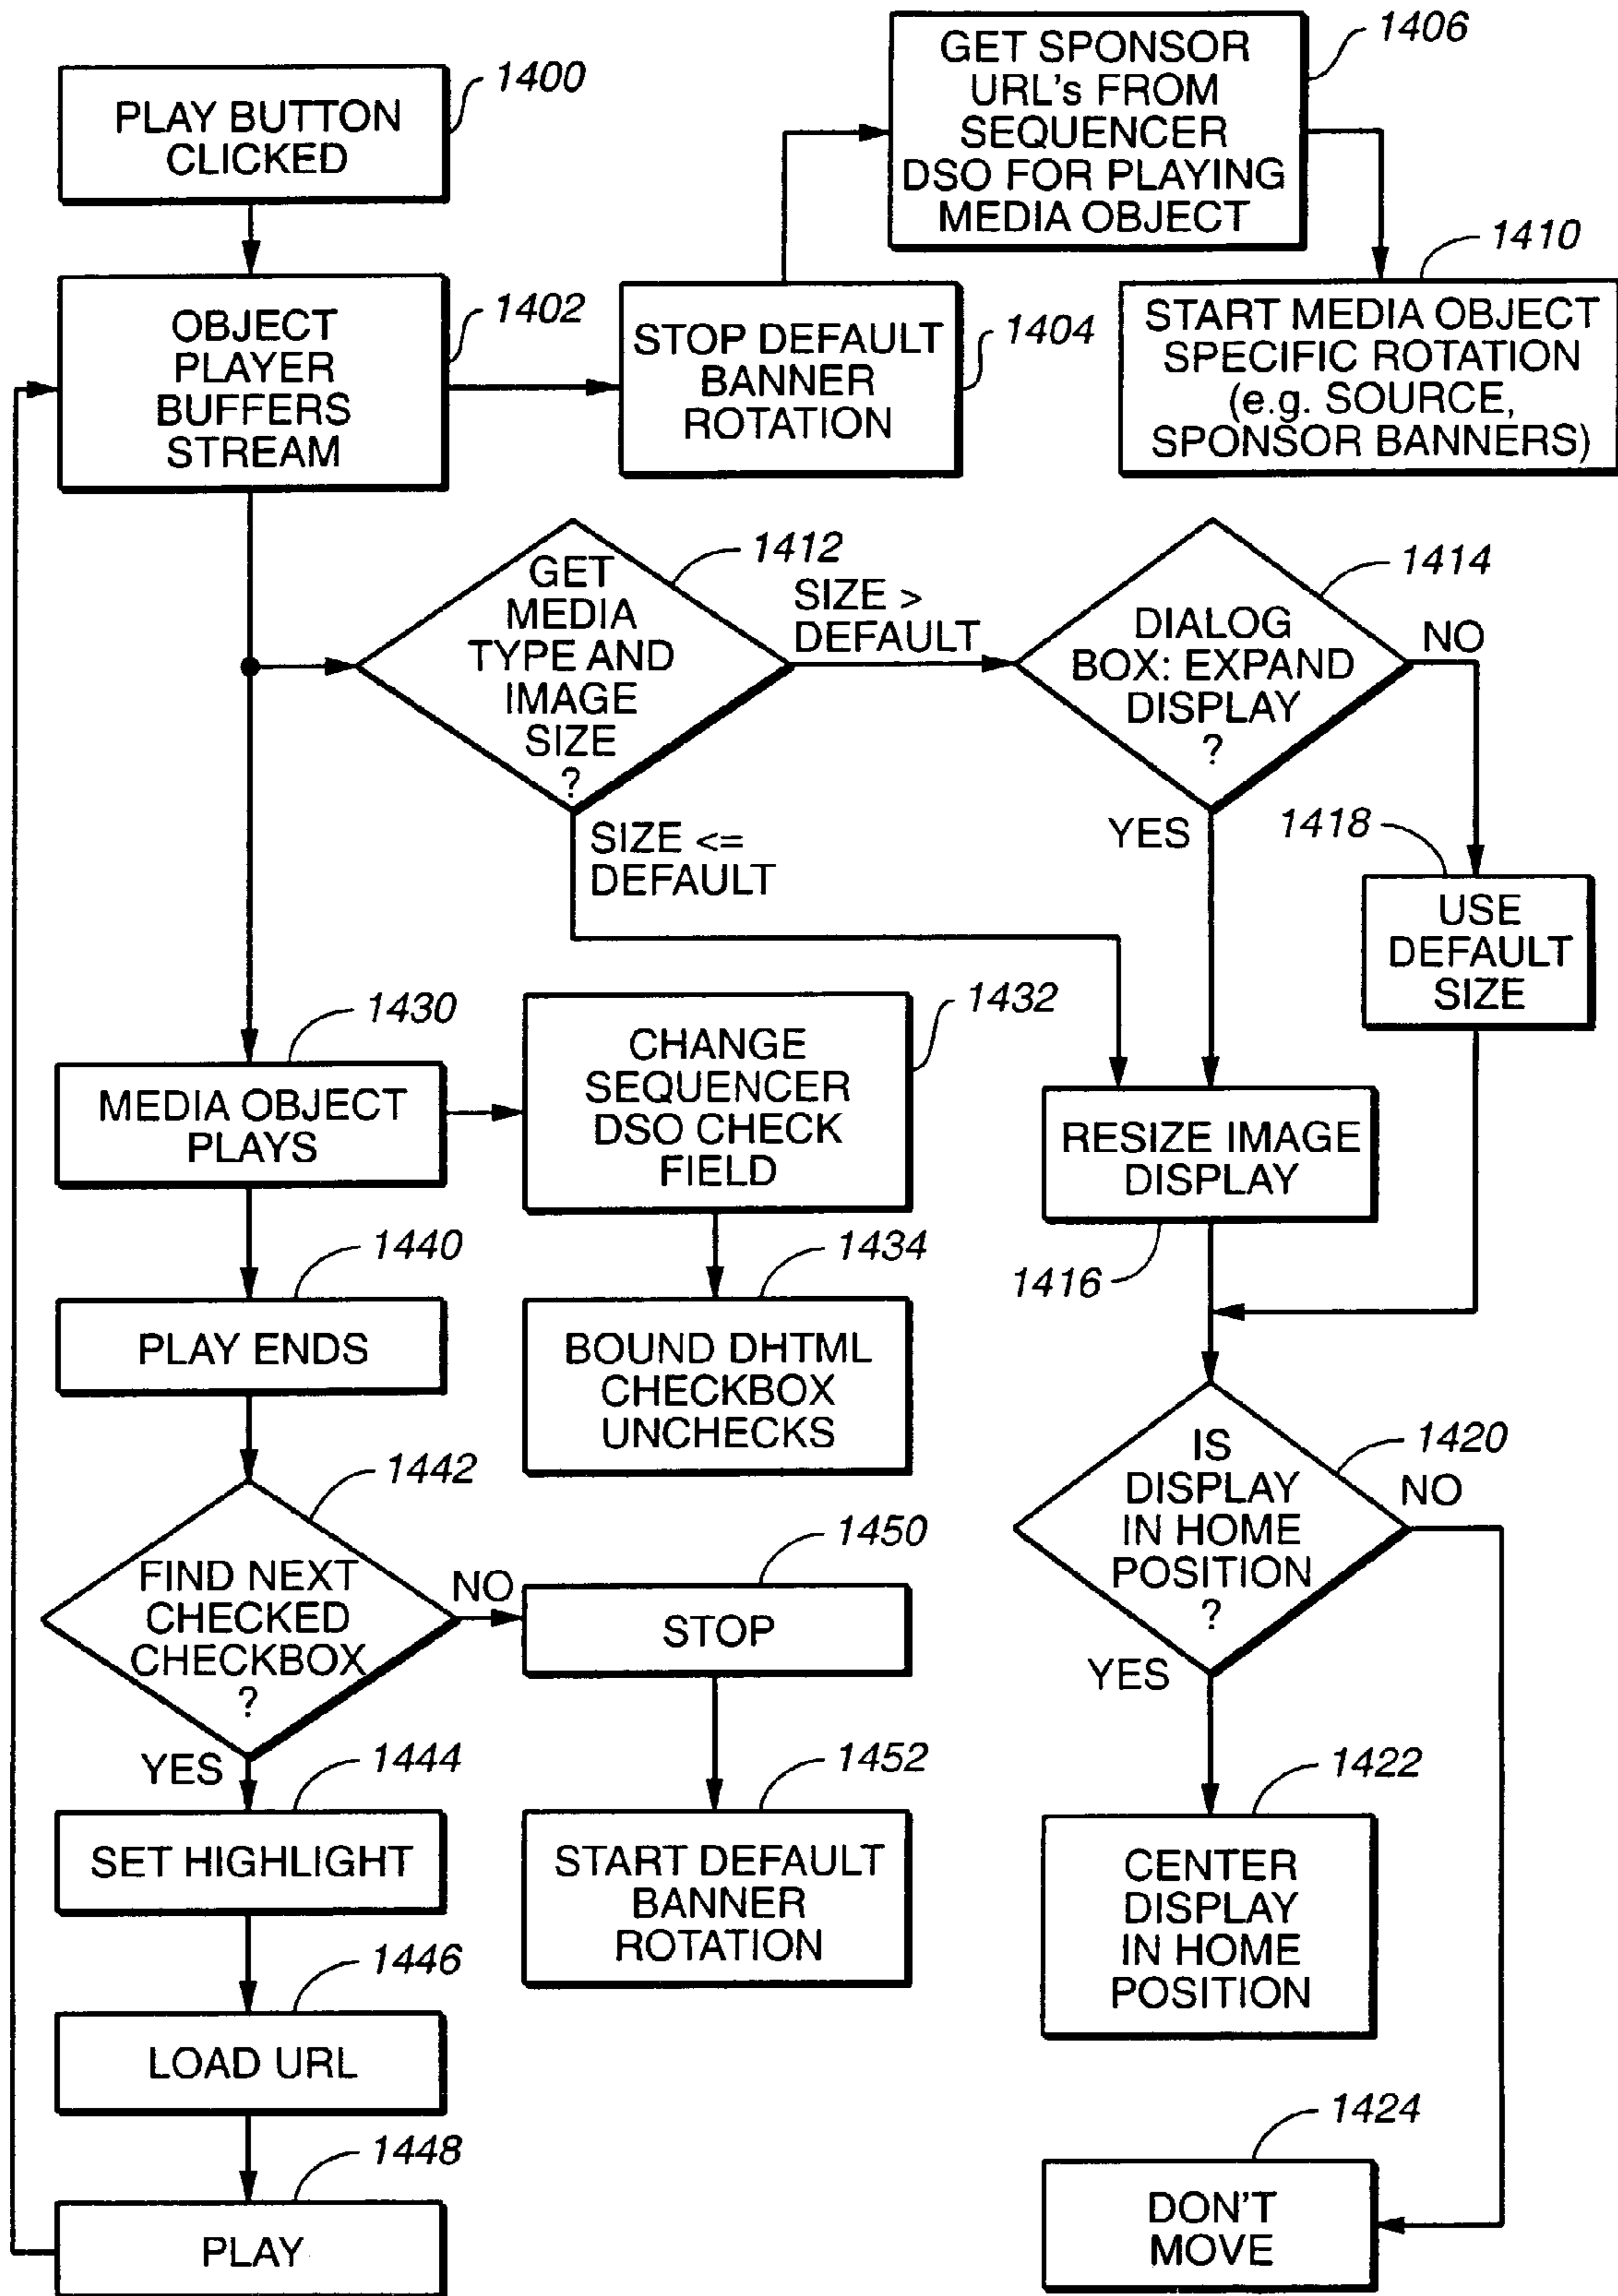 PLAY BUTTON
CLICKED
1400
GET SPONSOR
URL's FROM
SEQUENCER
DSO FOR PLAYING
MEDIA OBJECT
1406
OBJECT
PLAYER
BUFFERS
STREAM
1402
STOP DEFAULT
BANNER
ROTATION
1404
START MEDIA OBJECT
SPECIFIC ROTATION
(e.g. SOURCE,
SPONSOR BANNERS)
1410
GET
MEDIA
TYPE AND
IMAGE
SIZE
?
1412
SIZE >
DEFAULT
SIZE <=
DEFAULT
DIALOG
BOX: EXPAND
DISPLAY
?
1414
NO
YES
1418
USE
DEFAULT
SIZE
MEDIA OBJECT
PLAYS
1430
CHANGE
SEQUENCER
DSO CHECK
FIELD
1432
RESIZE IMAGE
DISPLAY
1416
PLAY ENDS
1440
BOUND DHTML
CHECKBOX
UNCHECKS
1434
FIND NEXT
CHECKED
CHECKBOX
?
1442
NO
YES
STOP
1450
IS
DISPLAY
IN HOME
POSITION
?
1420
NO
YES
SET HIGHLIGHT
1444
START DEFAULT
BANNER
ROTATION
1452
CENTER
DISPLAY
IN HOME
POSITION
1422
LOAD URL
1446
PLAY
1448
DON'T
MOVE
1424